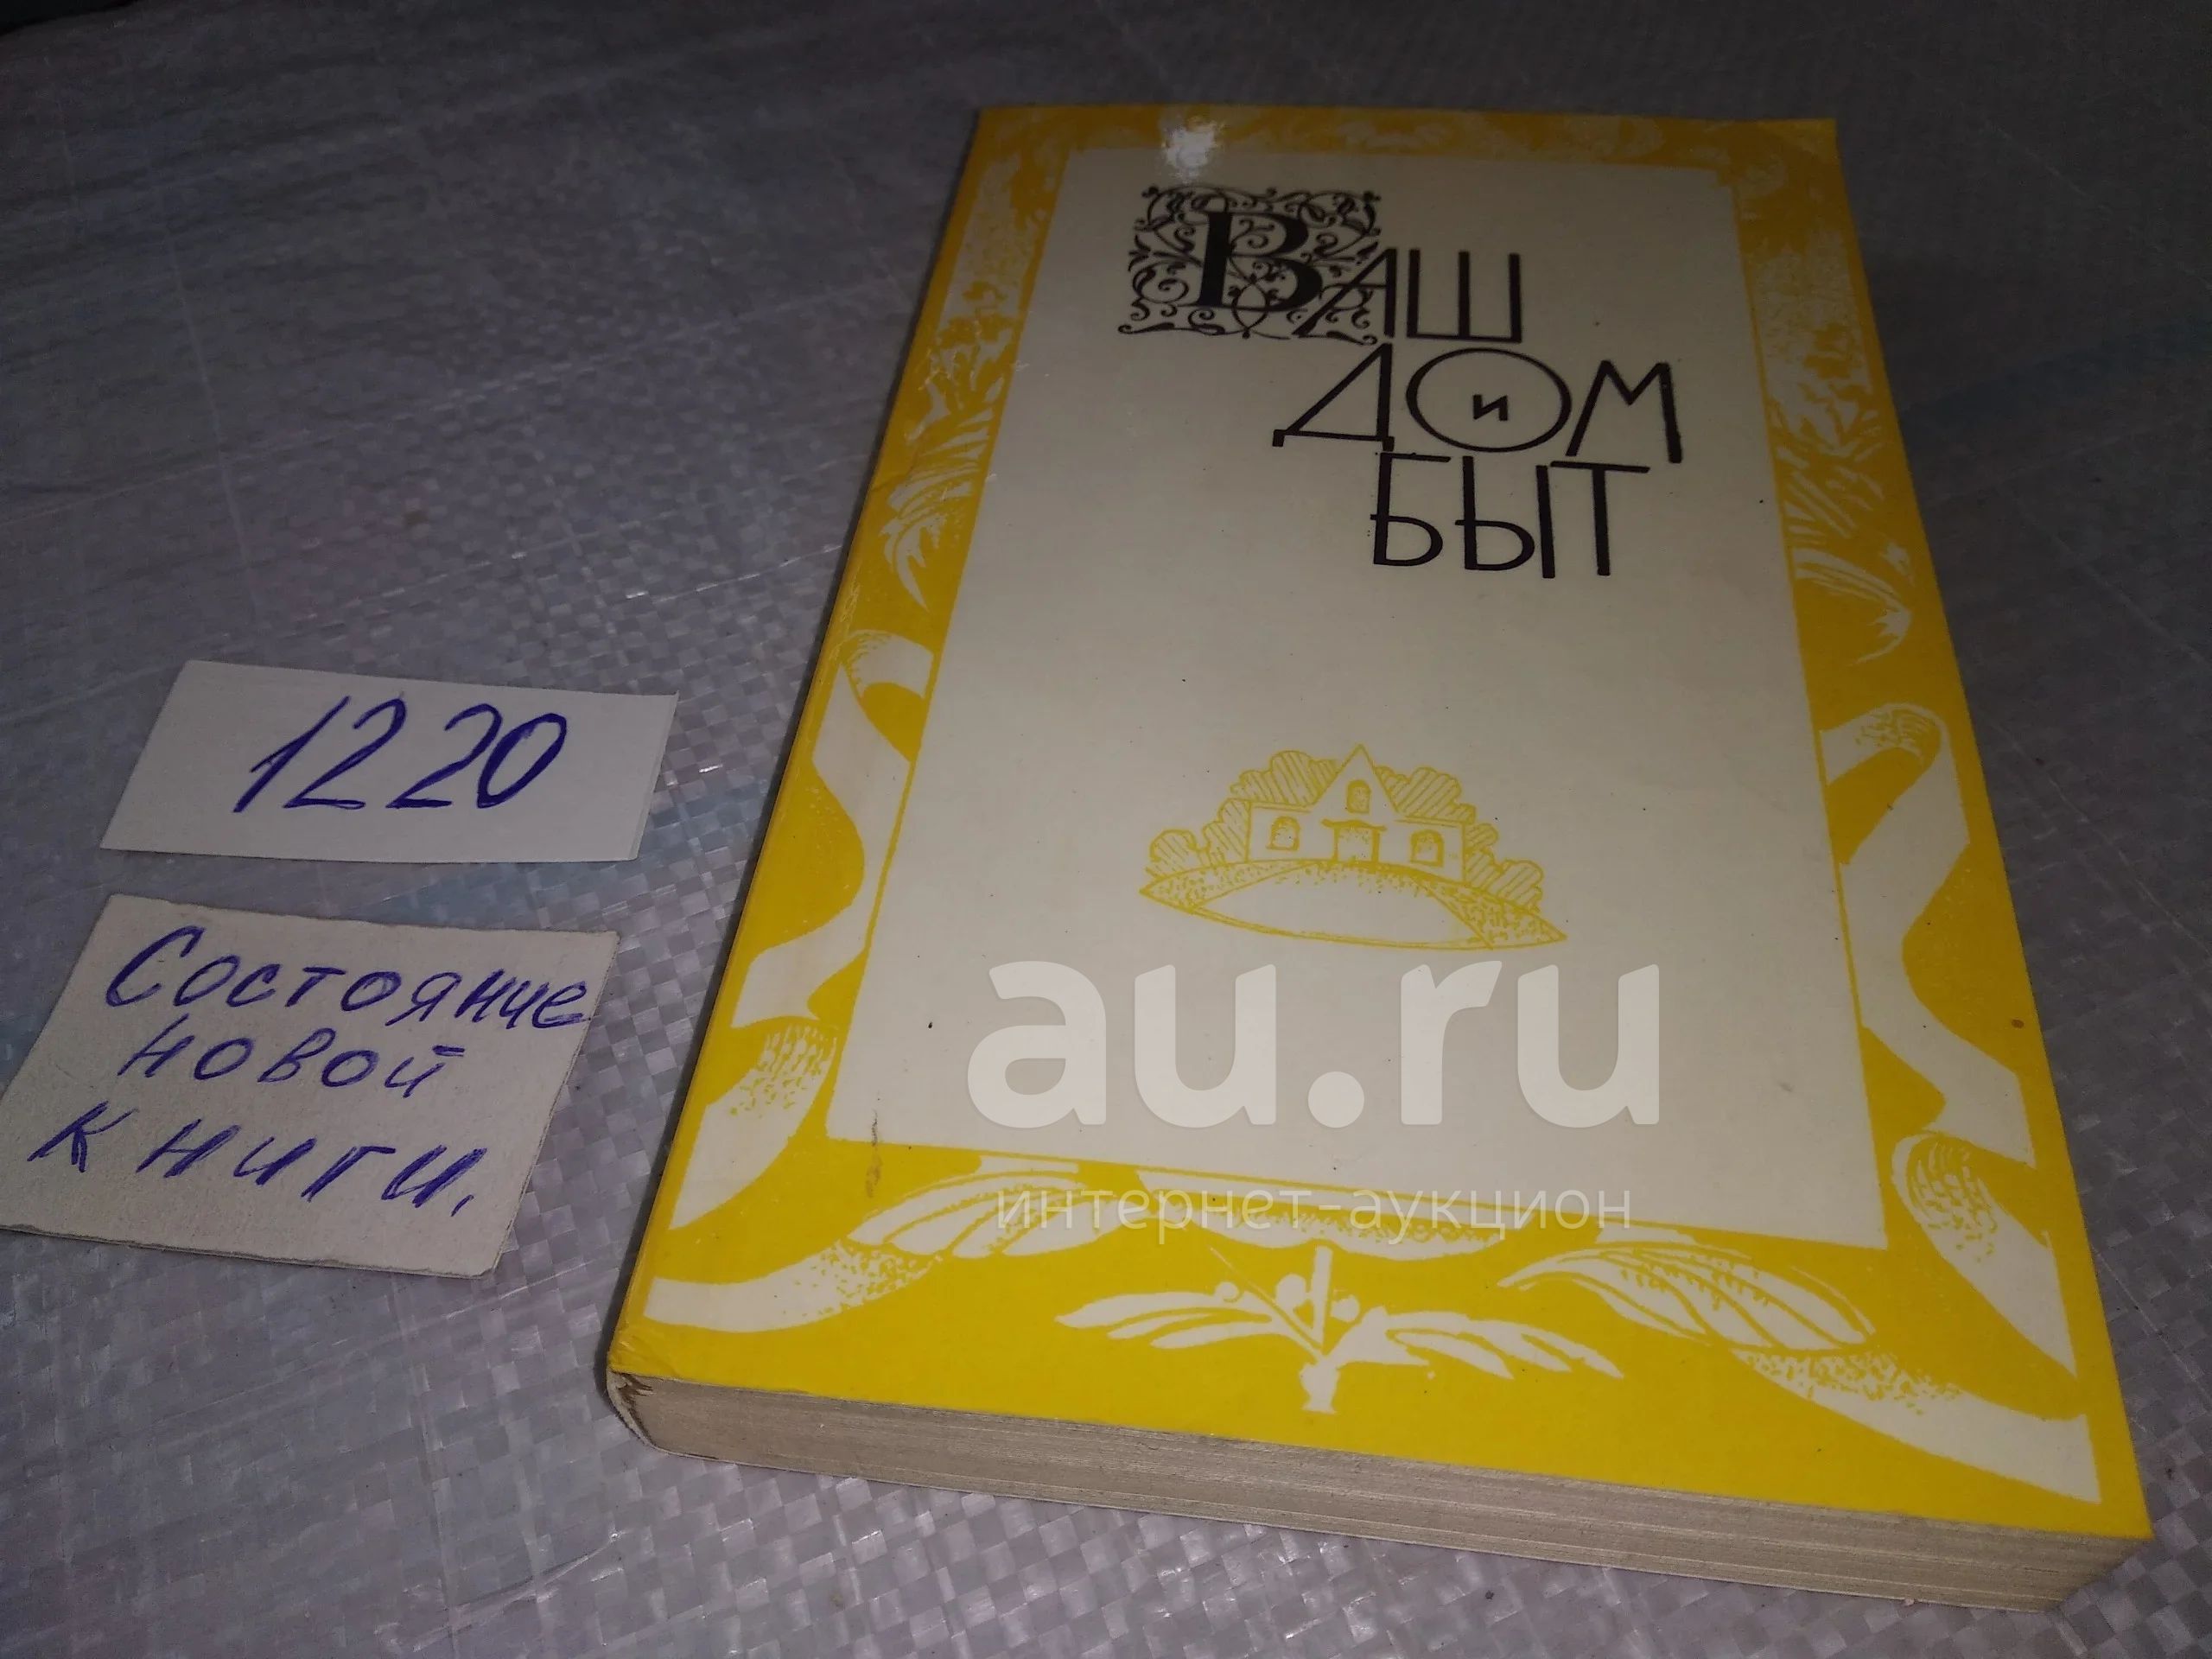 Ваш
Дом
и
Быт
1220
Состояние
новой
книги.
au.ru
интернет-аукцион